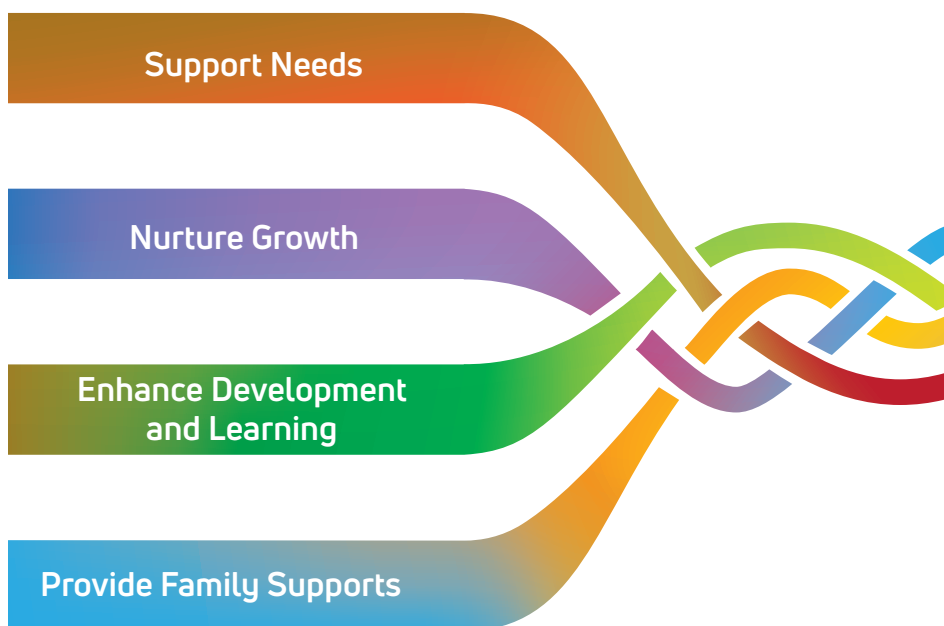 Support Needs
Nurture Growth
Enhance Development
and Learning
Provide Family Supports